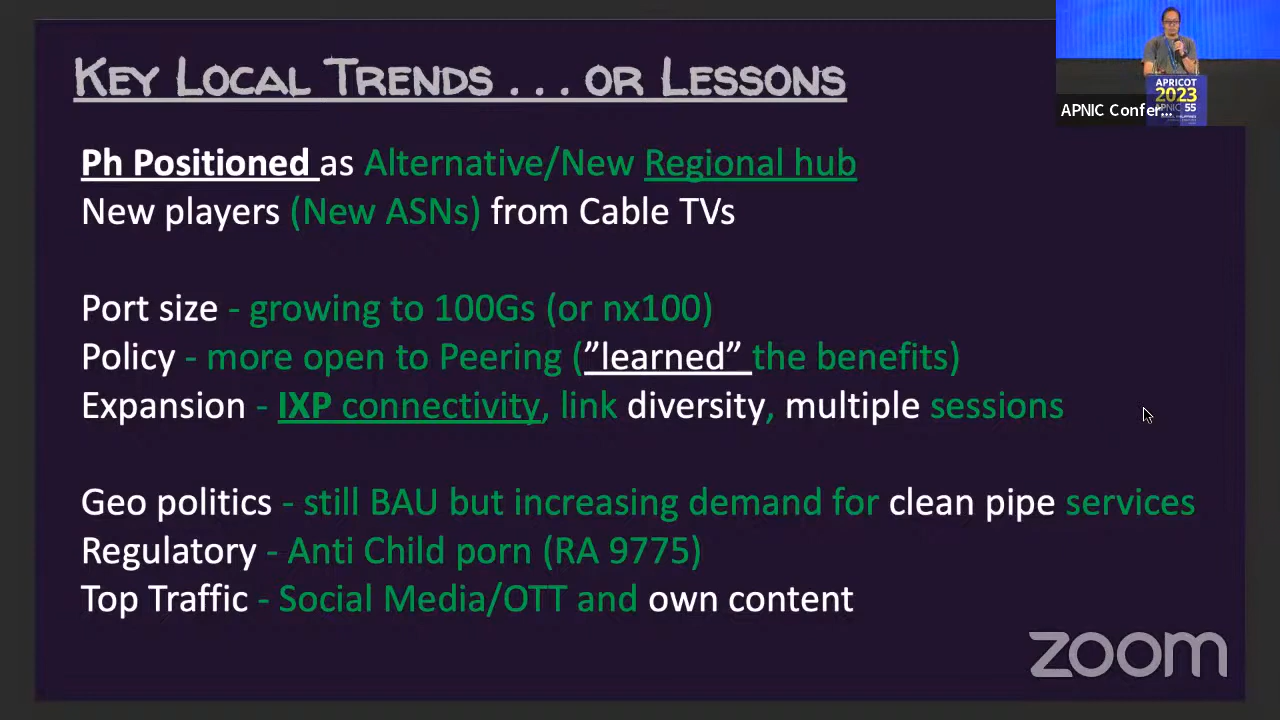 KEY LOCAL TRENDS . . . OR LESSONS
Ph Positioned as Alternative/New Regional hub
New players (New ASNs) from Cable TVs
Port size - growing to 100Gs (or nx100)
Policy - more open to Peering (”learned” the benefits)
Expansion - IXP connectivity, link diversity, multiple sessions
Geo politics - still BAU but increasing demand for clean pipe services
Regulatory - Anti Child porn (RA 9775)
Top Traffic - Social Media/OTT and own content
APRICOT
2023
APNIC 55
APNIC Confer...
zoom